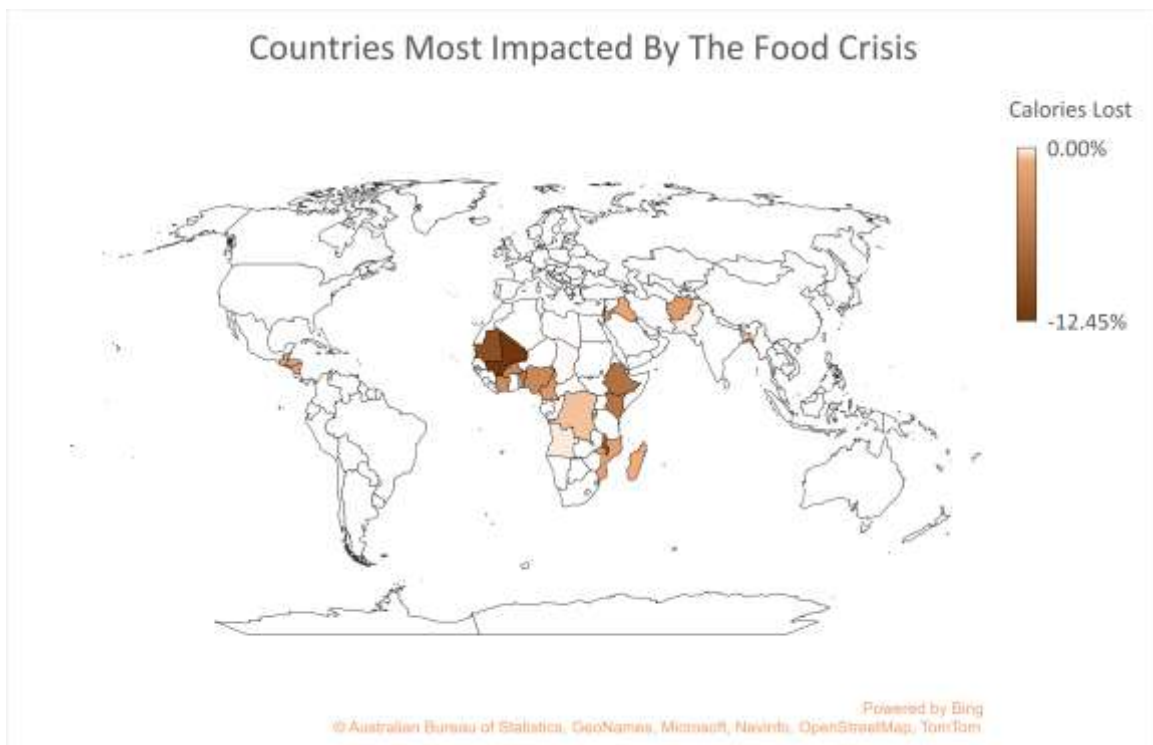 Countries Most Impacted By The Food Crisis
Calories Lost
0.00%
-12.45%
Powered by Bing
© Australian Bureau of Statistics, GeoNames, Microsoft, Navinfo, OpenStreetMap, TomTom